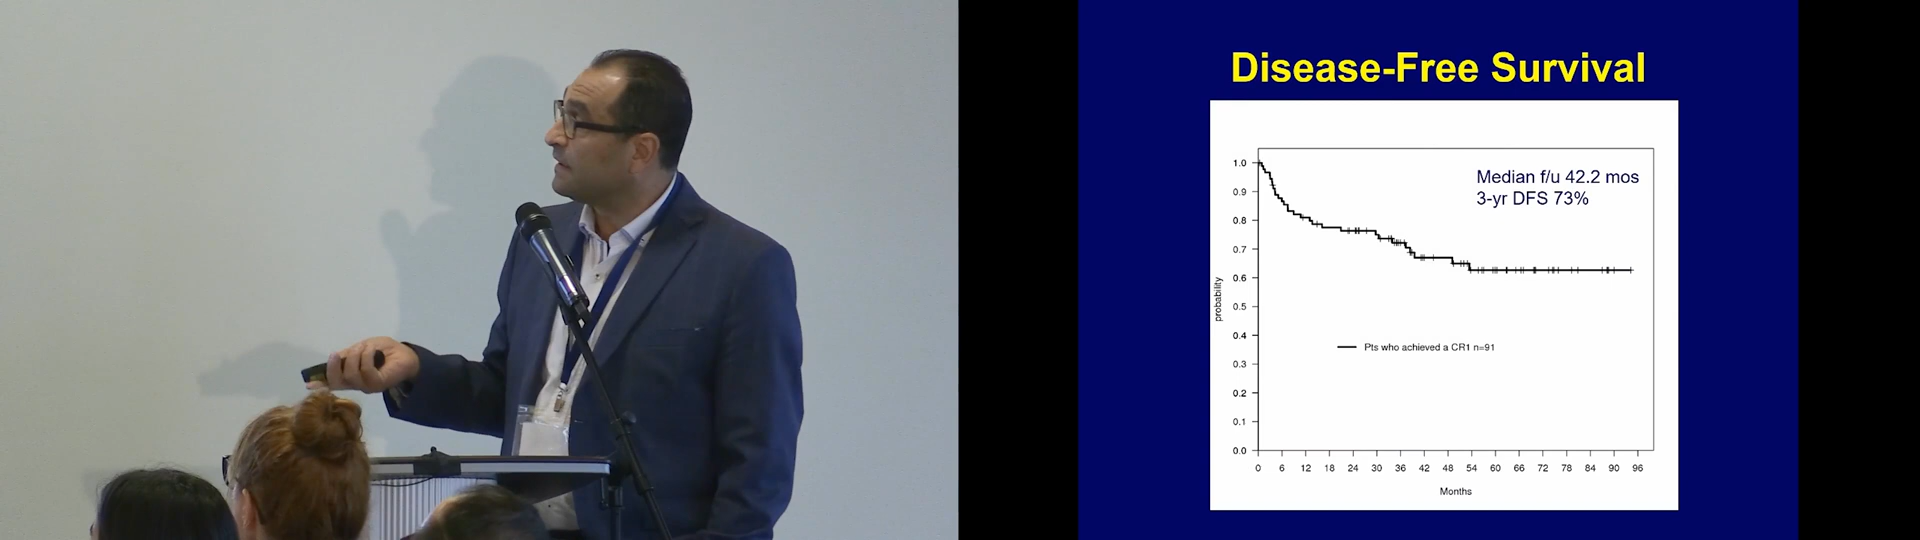 Disease-Free Survival
Median f/u 42.2 mos
3-yr DFS 73%
1.0
0.9
0.8
0.7
0.6
0.5
0.4
0.3
0.2
0.1
0.0
probability
Pts who achieved a CR1 n=91
0 6 12 18 24 30 36 42 48 54 60 66 72 78 84 90 96
Months